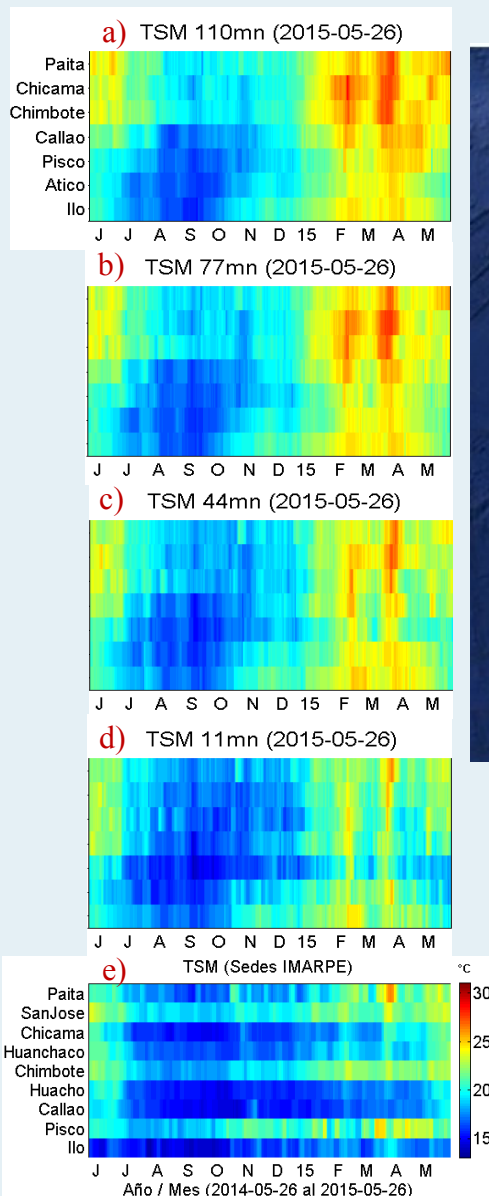 a) TSM 110mn (2015-05-26)
Paita
Chicama
Chimbote
Callao
Pisco
Atico
Ilo
J J A S O N D 15 F M A M
b) TSM 77mn (2015-05-26)
J J A S O N D 15 F M A M
c) TSM 44mn (2015-05-26)
J J A S O N D 15 F M A M
d) TSM 11mn (2015-05-26)
J J A S O N D 15 F M A M
e) TSM (Sedes IMARPE)
°C
Paita
SanJose
Chicama
Huanchaco
Chimbote
Huacho
Callao
Pisco
Ilo
30
25
20
15
J J A S O N D 15 F M A M
Año / Mes (2014-05-26 al 2015-05-26)